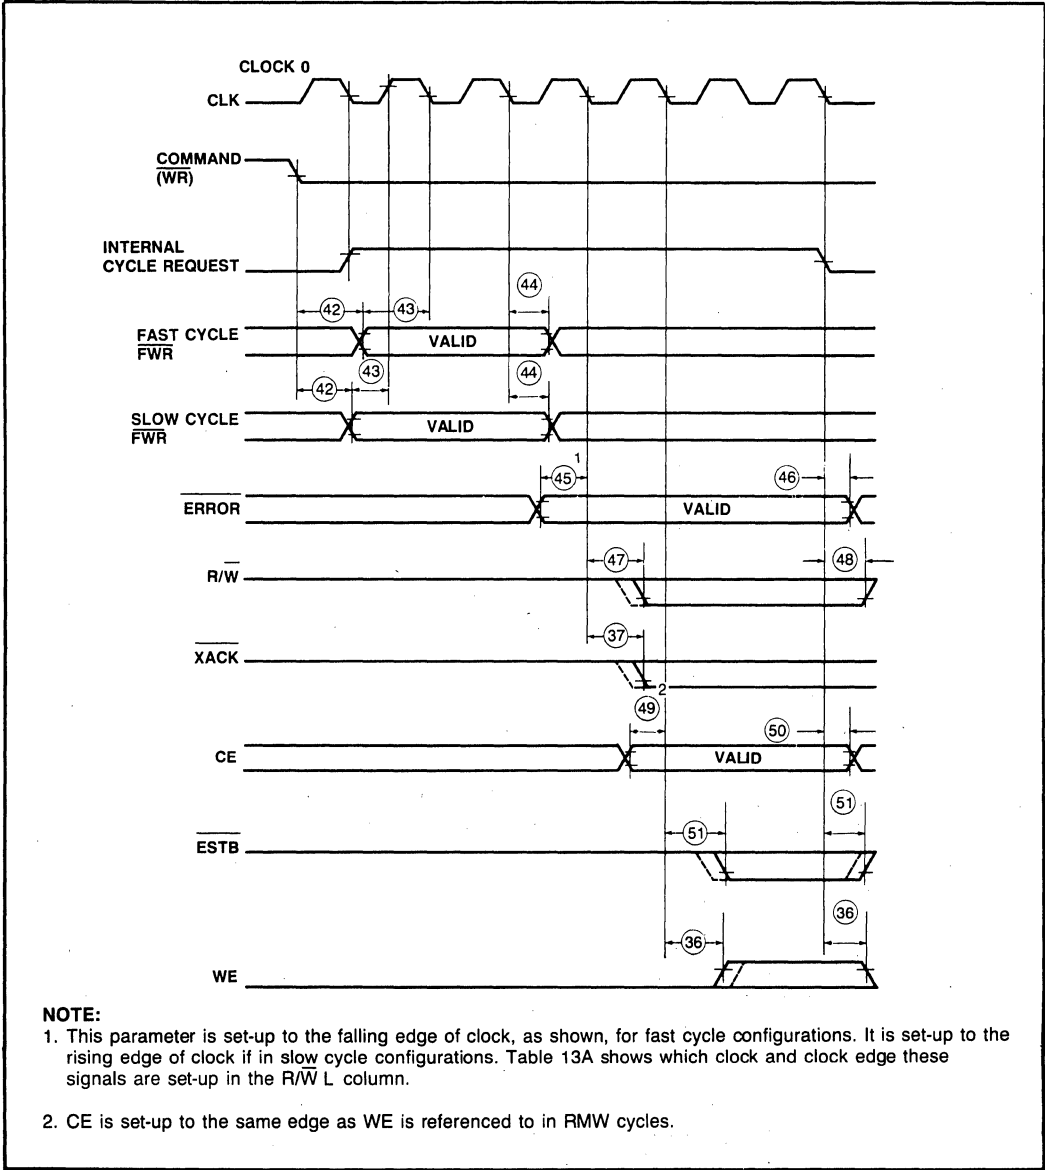 CLOCK 0
CLK
COMMAND
(WR)
INTERNAL
CYCLE REQUEST
44
42
43
FAST CYCLE
FWR
VALID
43
44
42
SLOW CYCLE
FWR
VALID
1
45
46
ERROR
VALID
47
48
R/W
37
XACK
2
49
50
CE
VALID
51
51
ESTB
36
36
WE
NOTE:
1. This parameter is set-up to the falling edge of clock, as shown, for fast cycle configurations. It is set-up to the
rising edge of clock if in slow cycle configurations. Table 13A shows which clock and clock edge these
signals are set-up in the R/W L column.
2. CE is set-up to the same edge as WE is referenced to in RMW cycles.